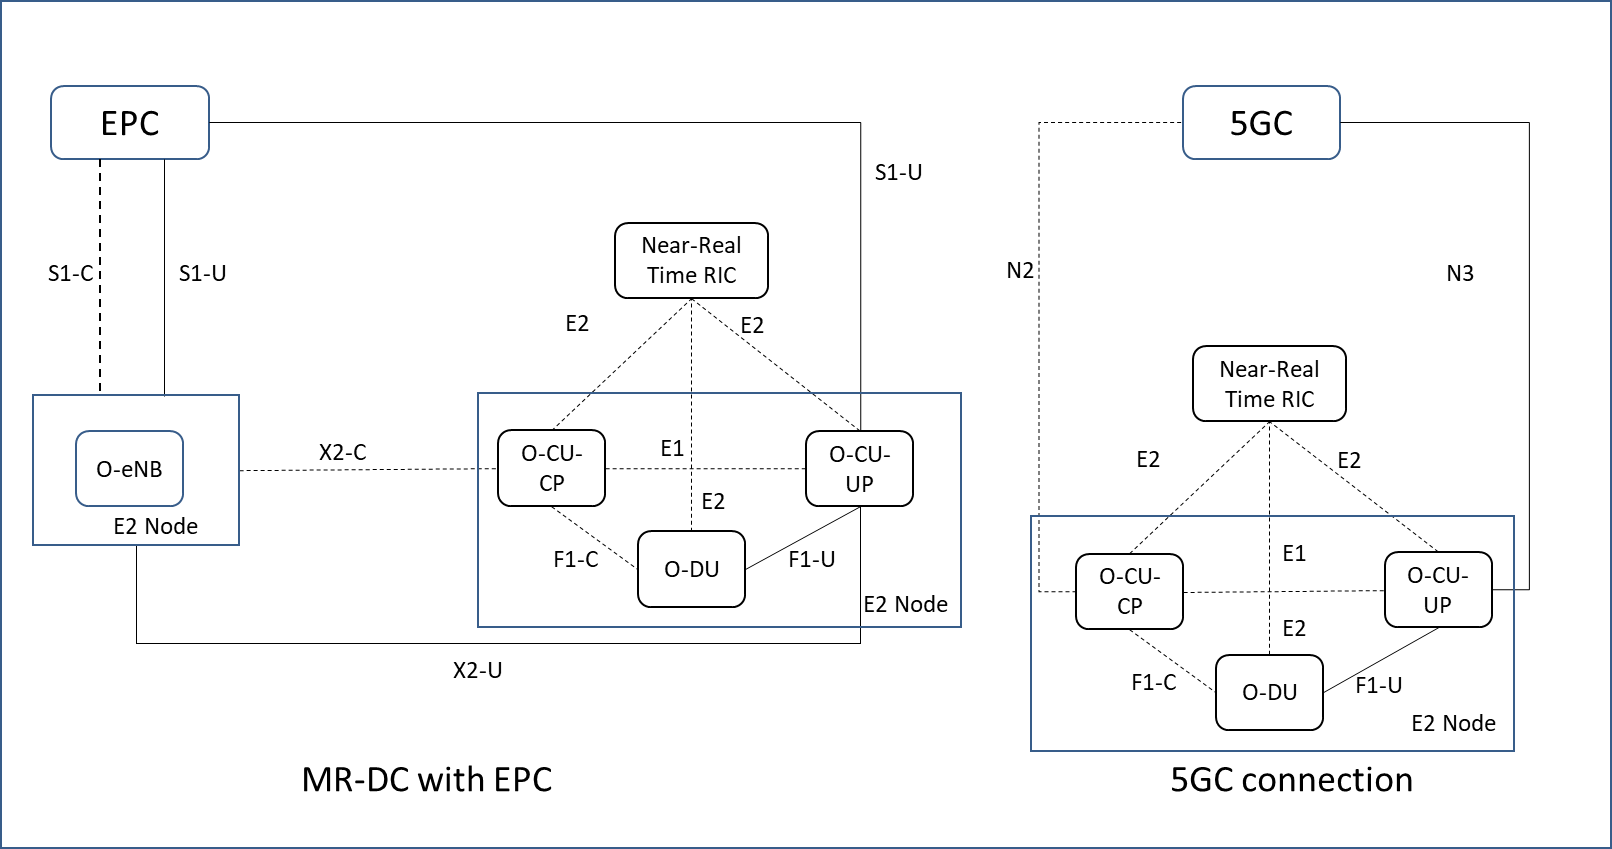 EPC
S1-U
S1-C
S1-U
Near-Real
Time RIC
E2
E2
O-eNB
E2 Node
X2-C
O-CU-
CP
E1
O-CU-
UP
E2
F1-C
O-DU
F1-U
E2 Node
X2-U
MR-DC with EPC
5GC
N2
N3
Near-Real
Time RIC
E2
E2
E1
O-CU-
CP
O-CU-
UP
E2
F1-C
O-DU
F1-U
E2 Node
5GC connection